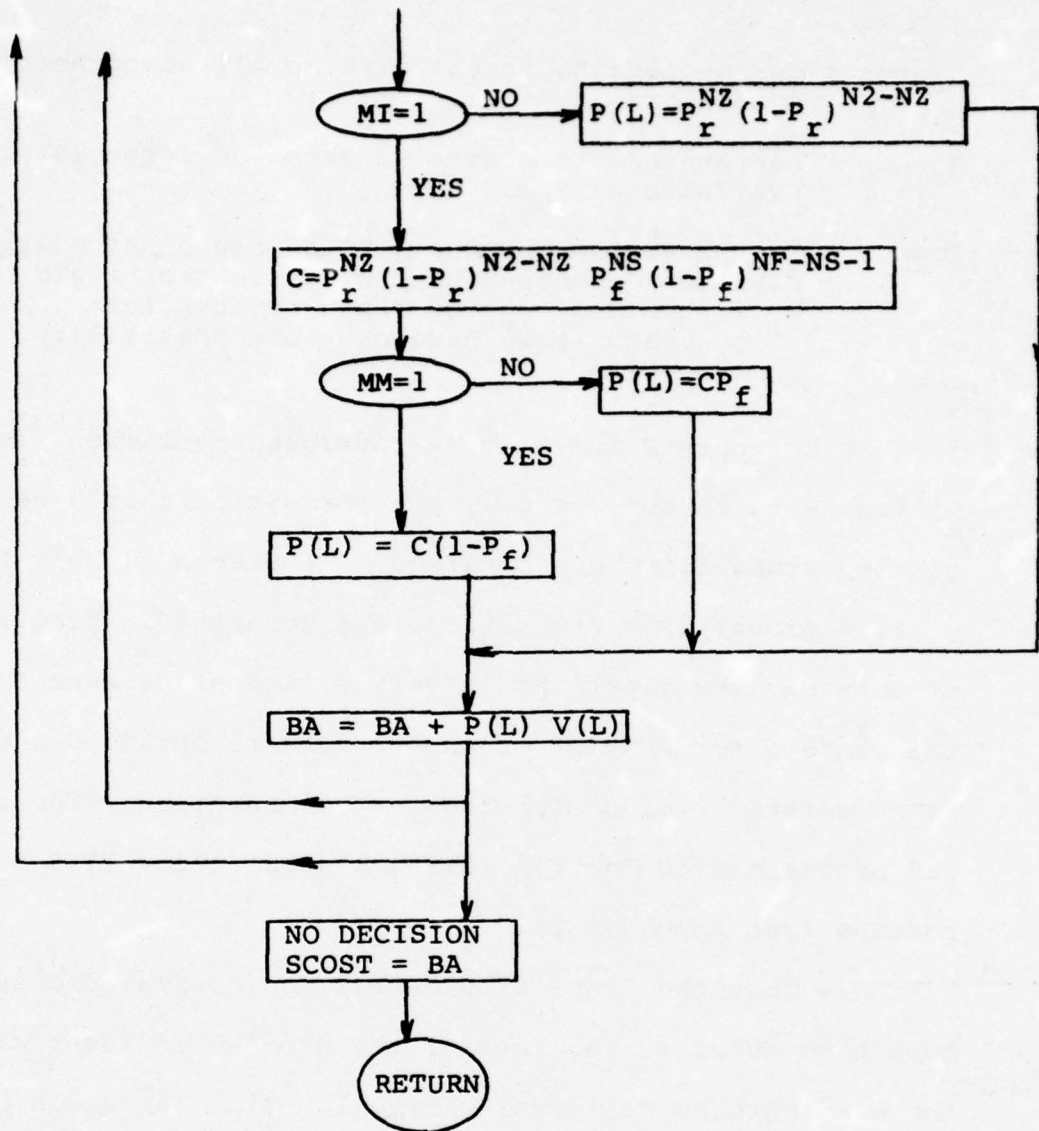 MI=1
NO
P(L)=P_r^NZ (1-P_r)^N2-NZ
YES
C=P_r^NZ (1-P_r)^N2-NZ P_f^NS (1-P_f)^NF-NS-1
MM=1
NO
P(L)=CP_f
YES
P(L) = C(1-P_f)
BA = BA + P(L) V(L)
NO DECISION
SCOST = BA
RETURN